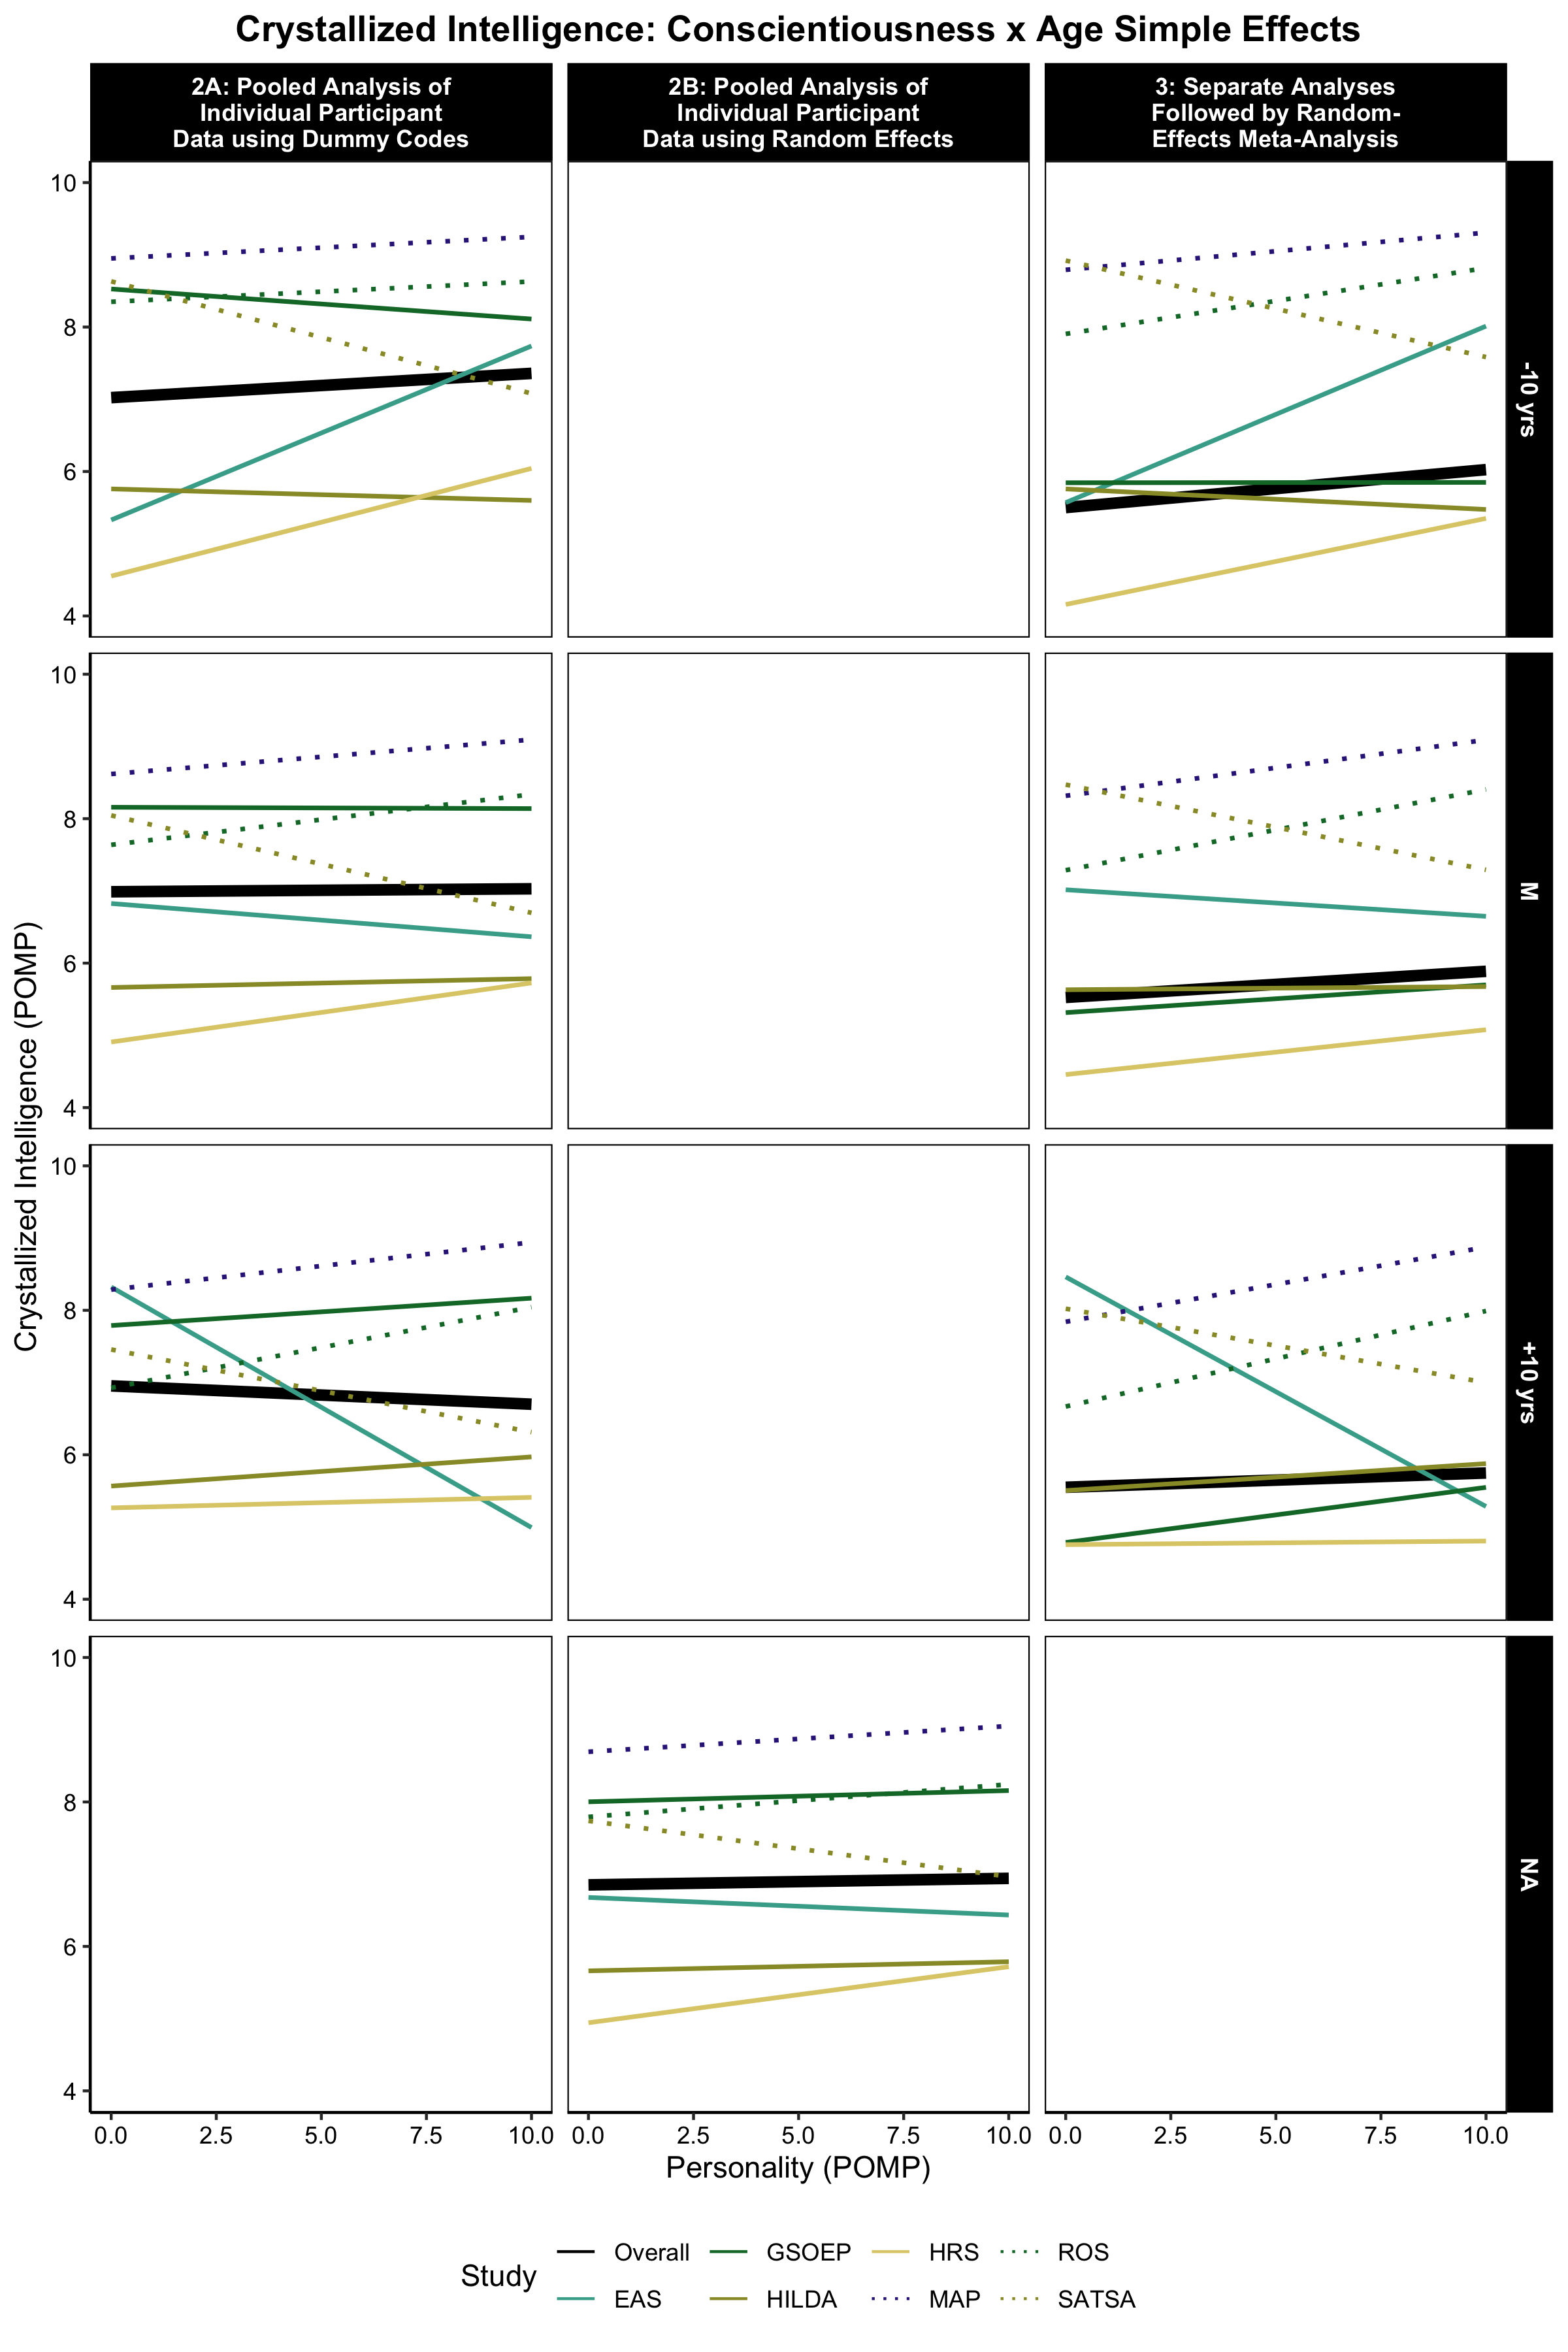 Crystallized Intelligence: Conscientiousness x Age Simple Effects
2A: Pooled Analysis of
Individual Participant
Data using Dummy Codes
2B: Pooled Analysis of
Individual Participant
Data using Random Effects
3: Separate Analyses
Followed by Random-
Effects Meta-Analysis
10
8
6
4
-10 yrs
10
8
6
4
M
10
8
6
4
+10 yrs
10
8
6
4
NA
Crystallized Intelligence (POMP)
0.0 2.5 5.0 7.5 10.0 0.0 2.5 5.0 7.5 10.0 0.0 2.5 5.0 7.5 10.0
Personality (POMP)
Study
Overall GSOEP HRS ROS
EAS HILDA MAP SATSA